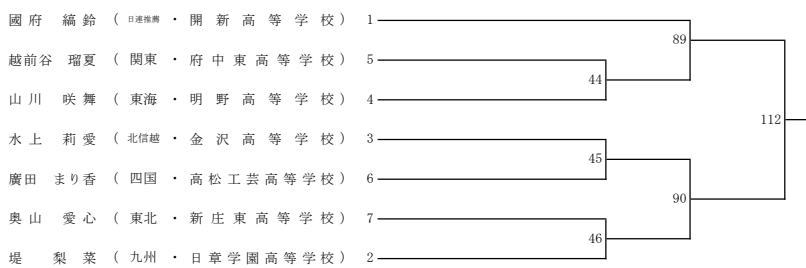 國府 縞鈴 ( 日連推薦 ・ 開新高等学校 ) 1
89
越前谷 瑠夏 ( 関東 ・ 府中東高等学校 ) 5
44
山川 咲舞 ( 東海 ・ 明野高等学校 ) 4
112
水上 莉愛 ( 北信越 ・ 金沢高等学校 ) 3
45
廣田 まり香 ( 四国 ・ 高松工芸高等学校 ) 6
90
奥山 愛心 ( 東北 ・ 新庄東高等学校 ) 7
46
堤 梨菜 ( 九州 ・ 日章学園高等学校 ) 2